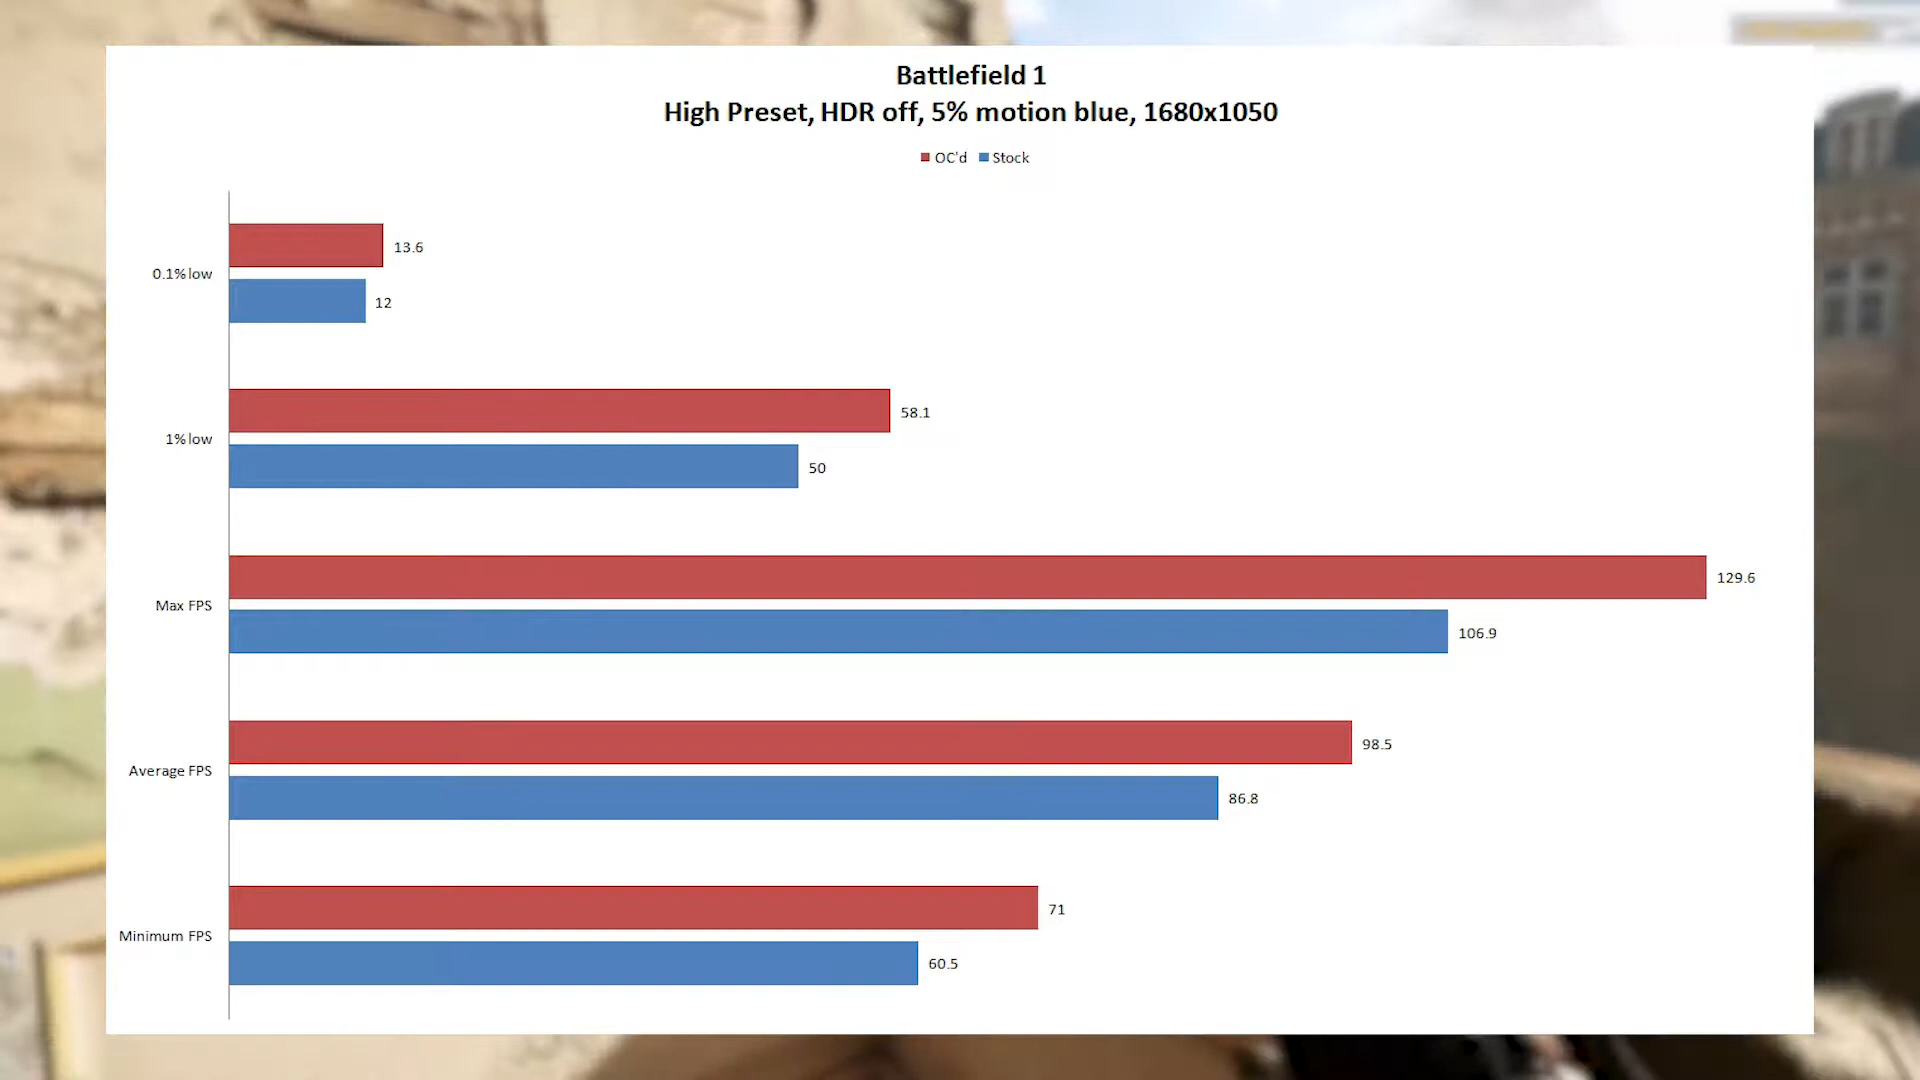 Battlefield 1
High Preset, HDR off, 5% motion blue, 1680x1050
OC'd Stock
0.1% low
13.6
12
1% low
58.1
50
Max FPS
129.6
106.9
Average FPS
98.5
86.8
Minimum FPS
71
60.5